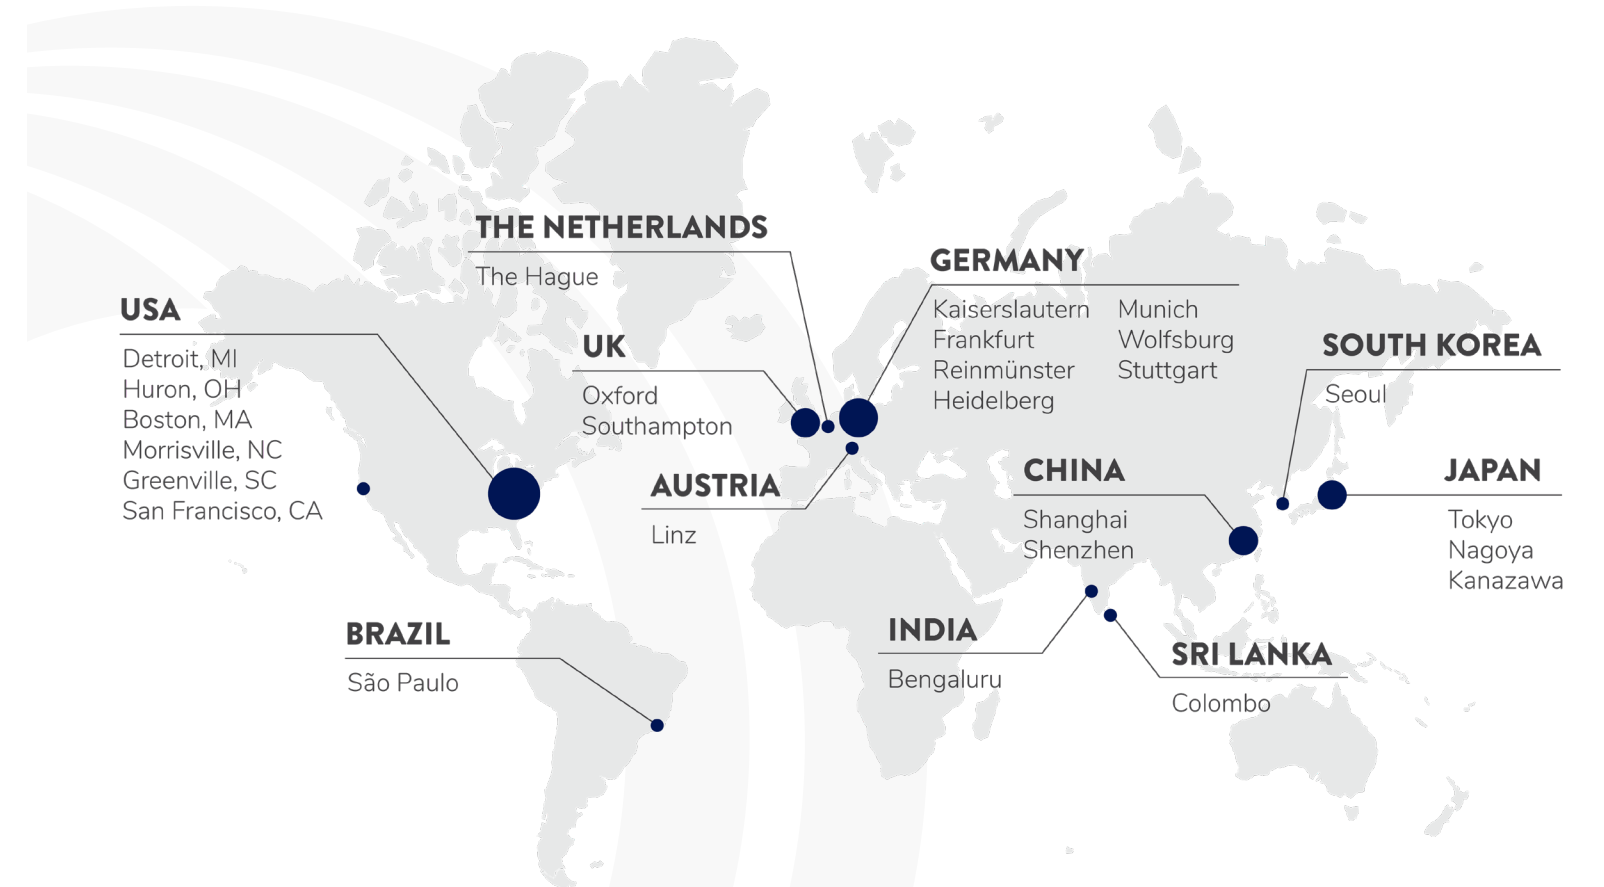 THE NETHERLANDS
The Hague
GERMANY
Kaiserslautern
Frankfurt
Reinmünster
Heidelberg
Munich
Wolfsburg
Stuttgart
USA
Detroit, MI
Huron, OH
Boston, MA
Morrisville, NC
Greenville, SC
San Francisco, CA
UK
Oxford
Southampton
SOUTH KOREA
Seoul
AUSTRIA
Linz
CHINA
Shanghai
Shenzhen
JAPAN
Tokyo
Nagoya
Kanazawa
BRAZIL
São Paulo
INDIA
Bengaluru
SRI LANKA
Colombo